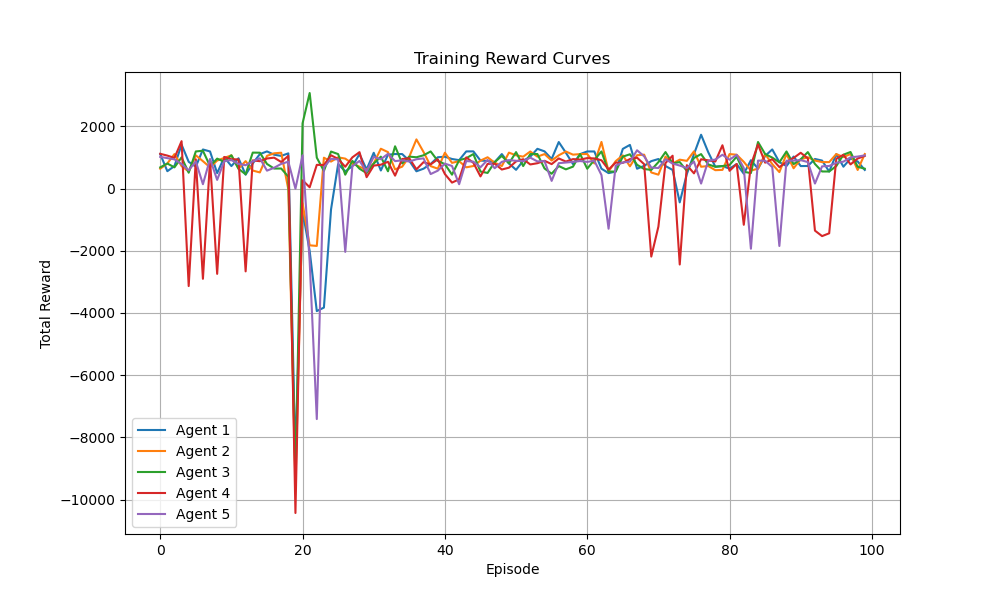 Training Reward Curves
Total Reward
2000
0
−2000
−4000
−6000
−8000
−10000
Agent 1
Agent 2
Agent 3
Agent 4
Agent 5
0 20 40 60 80 100
Episode